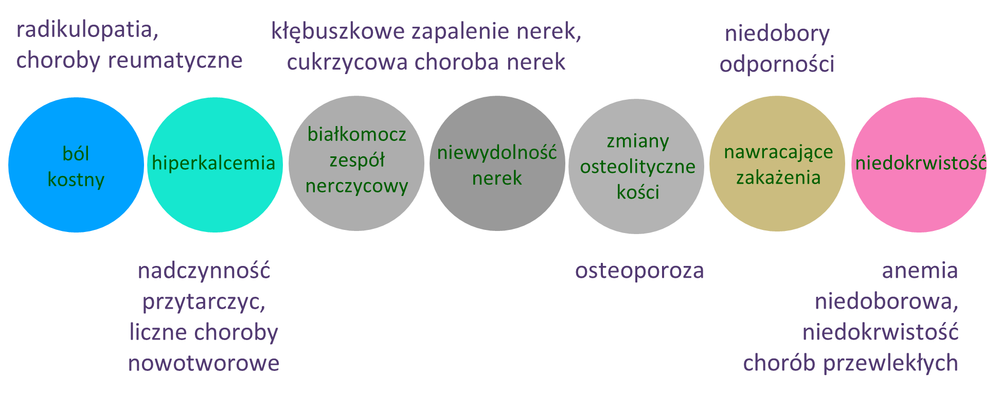 radikulopatia,
choroby reumatyczne
kłębuszkowe zapalenie nerek,
cukrzycowa choroba nerek
niedobory
odporności
ból
kostny
hiperkalcemia
białkomocz
zespół
nerczycowy
niewydolność
nerek
zmiany
osteolityczne
kości
nawracające
zakażenia
niedokrwistość
nadczynność
przytarczyc,
liczne choroby
nowotworowe
osteoporoza
anemia
niedoborowa,
niedokrwistość
chorób przewlekłych